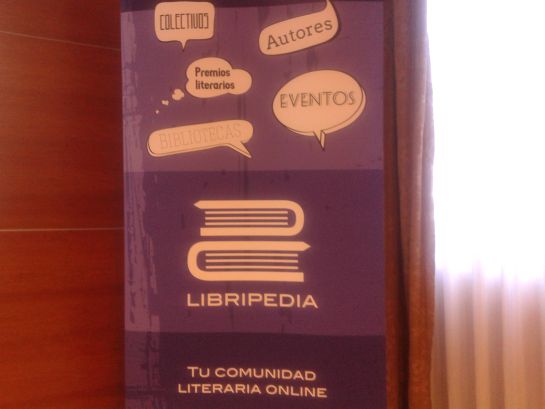 COLECTIVOS
Autores
Premios
literarios
EVENTOS
BIBLIOTECAS
LIBRIPEDIA
TU COMUNIDAD
LITERARIA ONLINE